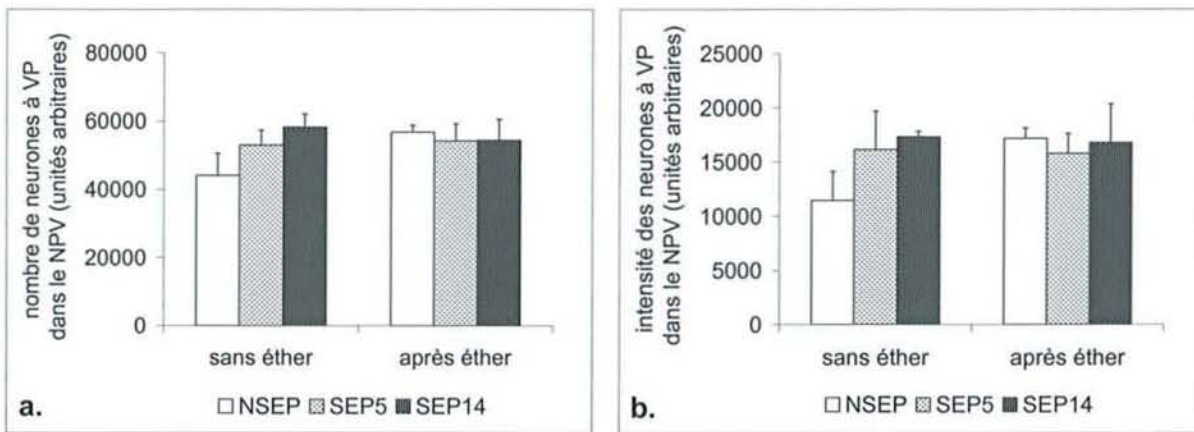 nombre de neurones à VP
dans le NPV (unités arbitraires)
80000
60000
40000
20000
0
sans éther
après éther
a.
NSEP SEP5 SEP14
intensité des neurones à VP
dans le NPV (unités arbitraires)
25000
20000
15000
10000
5000
0
sans éther
après éther
b.
NSEP SEP5 SEP14